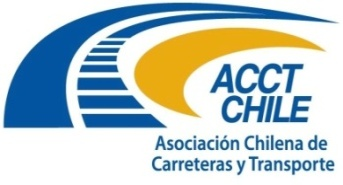 ACCT
CHILE
Asociación Chilena de
Carreteras y Transporte